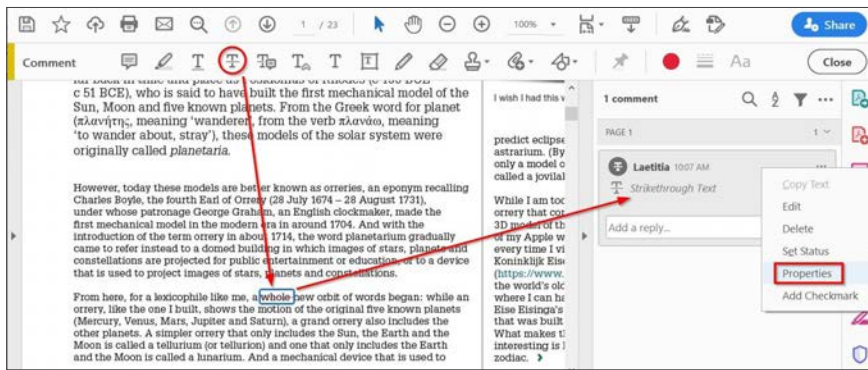 1 / 23
100%
Share
Comment
Aa
Close
c 51 BCE), who is said to have built the first mechanical model of the
Sun, Moon and five known planets. From the Greek word for planet
(πλανήτης, meaning ‘wanderer’, from the verb πλανάω, meaning
‘to wander about, stray’), these models of the solar system were
originally called planetaria.
However, today these models are better known as orreries, an eponym recalling
Charles Boyle, the fourth Earl of Orrery (28 July 1674 – 28 August 1731),
under whose patronage George Graham, an English clockmaker, made the
first mechanical model in the modern era in around 1704. And with the
introduction of the term orrery in about 1714, the word planetarium gradually
came to refer instead to a domed building in which images of stars, planets and
constellations are projected for public entertainment or education, or to a device
that is used to project images of stars, planets and constellations.
From here, for a lexicophile like me, a whole new orbit of words began: while an
orrery, like the one I built, shows the motion of the original five known planets
(Mercury, Venus, Mars, Jupiter and Saturn), a grand orrery also includes the
other planets. A simpler orrery that only includes the Sun, the Earth and the
Moon is called a tellurium (or tellurion) and one that only includes the Earth
and the Moon is called a lunarium. And a mechanical device that is used to
I wish I had this
predict eclipse
astrarium. (By
only a model o
called a jovilal
While I am too
orrery that cor
3D model of th
of my Apple w
every time I vi
Koninklijk Eise
(https://www.
the world's olc
where I can ha
Eise Eisinga's
that was built
What makes t
interesting is
zodiac.
1 comment
PAGE 1
1
Laetitia 10:07 AM
Strikethrough Text
Add a reply...
Copy Text
Edit
Delete
Set Status
Properties
Add Checkmark